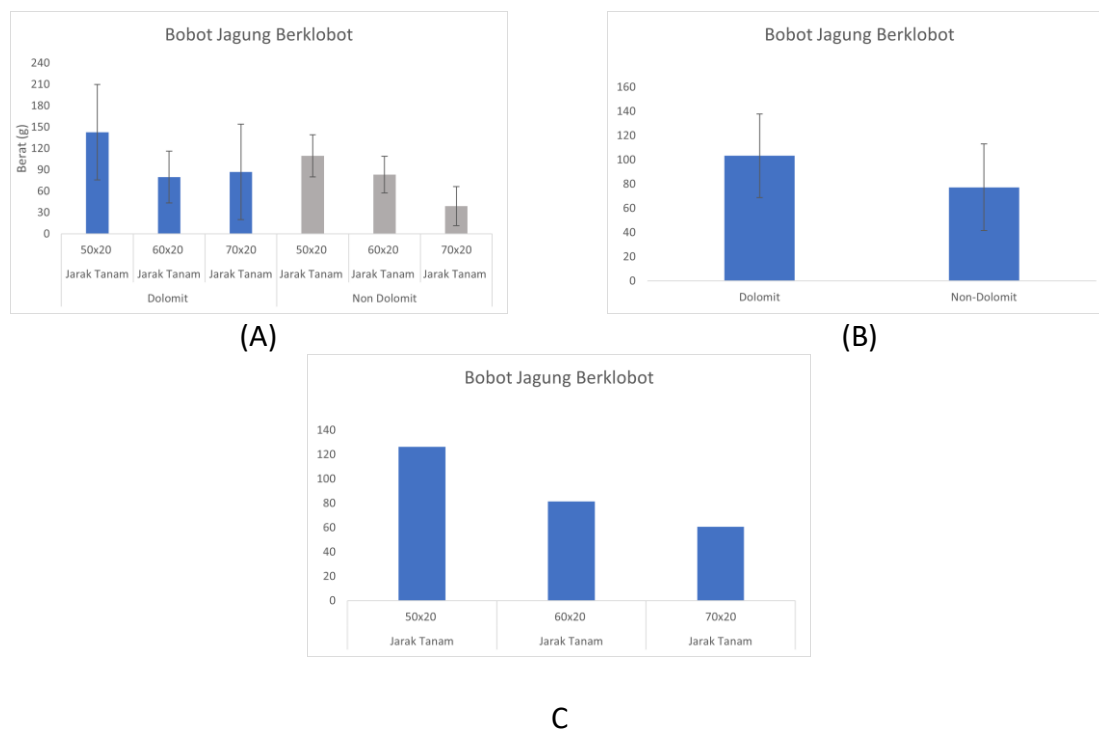 Bobot Jagung Berklobot
240
210
180
150
120
90
60
30
0
Berat (g)
50x20 60x20 70x20 50x20 60x20 70x20
Jarak Tanam Jarak Tanam Jarak Tanam Jarak Tanam Jarak Tanam Jarak Tanam
Dolomit Non Dolomit
(A)
Bobot Jagung Berklobot
160
140
120
100
80
60
40
20
0
Dolomit Non-Dolomit
(B)
Bobot Jagung Berklobot
140
120
100
80
60
40
20
0
50x20 60x20 70x20
Jarak Tanam Jarak Tanam Jarak Tanam
C